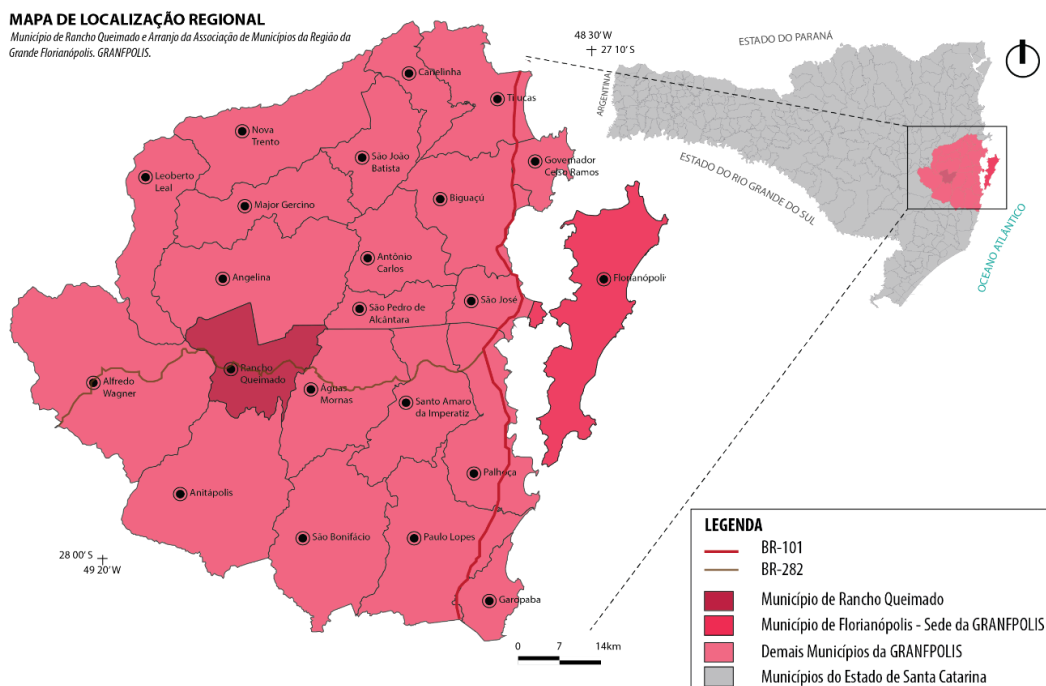 MAPA DE LOCALIZAÇÃO REGIONAL
Município de Rancho Queimado e Arranjo da Associação de Municípios da Região da
Grande Florianópolis. GRANFPOLIS.
48 30' W
27 10' S
ESTADO DO PARANÁ
ARGENTINA
ESTADO DO RIO GRANDE DO SUL
OCEANO ATLÂNTICO
Canelinha
Tijucas
Nova
Trento
São João
Batista
Governador
Celso Ramos
Leoberto
Leal
Major Gercino
Biguaçú
Antônio
Carlos
Angelina
Florianópolis
São José
São Pedro de
Alcântara
Rancho
Queimado
Alfredo
Wagner
Águas
Mornas
Santo Amaro
da Imperatiz
Palhoça
Anitápolis
São Bonifácio
Paulo Lopes
Garopaba
28 00' S
49 20' W
0 7 14km
LEGENDA
BR-101
BR-282
Município de Rancho Queimado
Município de Florianópolis - Sede da GRANFPOLIS
Demais Municípios da GRANFPOLIS
Municípios do Estado de Santa Catarina